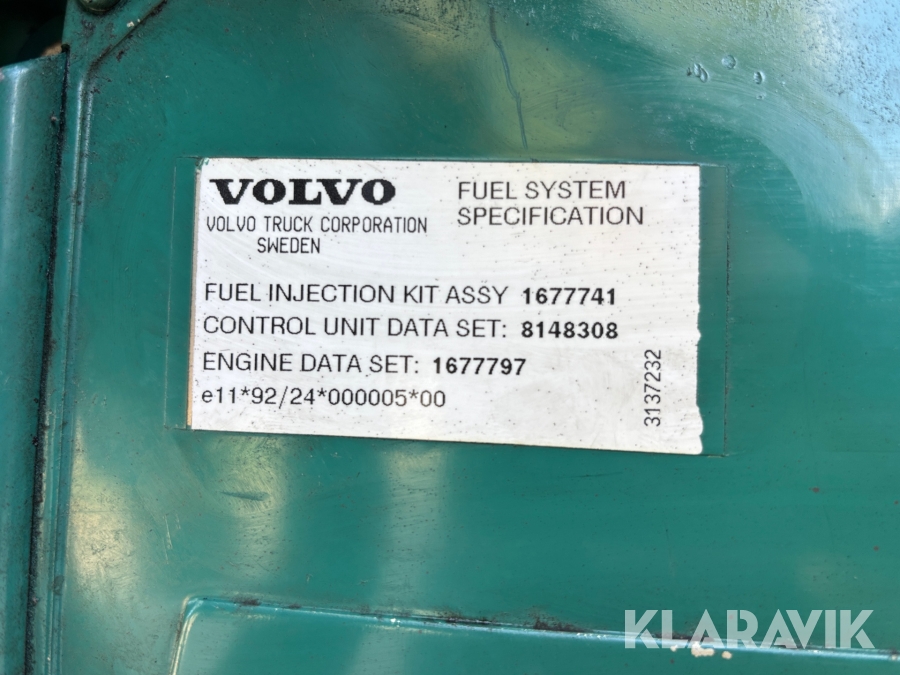 VOLVO
VOLVO TRUCK CORPORATION
SWEDEN
FUEL SYSTEM
SPECIFICATION
FUEL INJECTION KIT ASSY 1677741
CONTROL UNIT DATA SET: 8148308
ENGINE DATA SET: 1677797
e11*92/24*000005*00
3137232
KLARAVIK